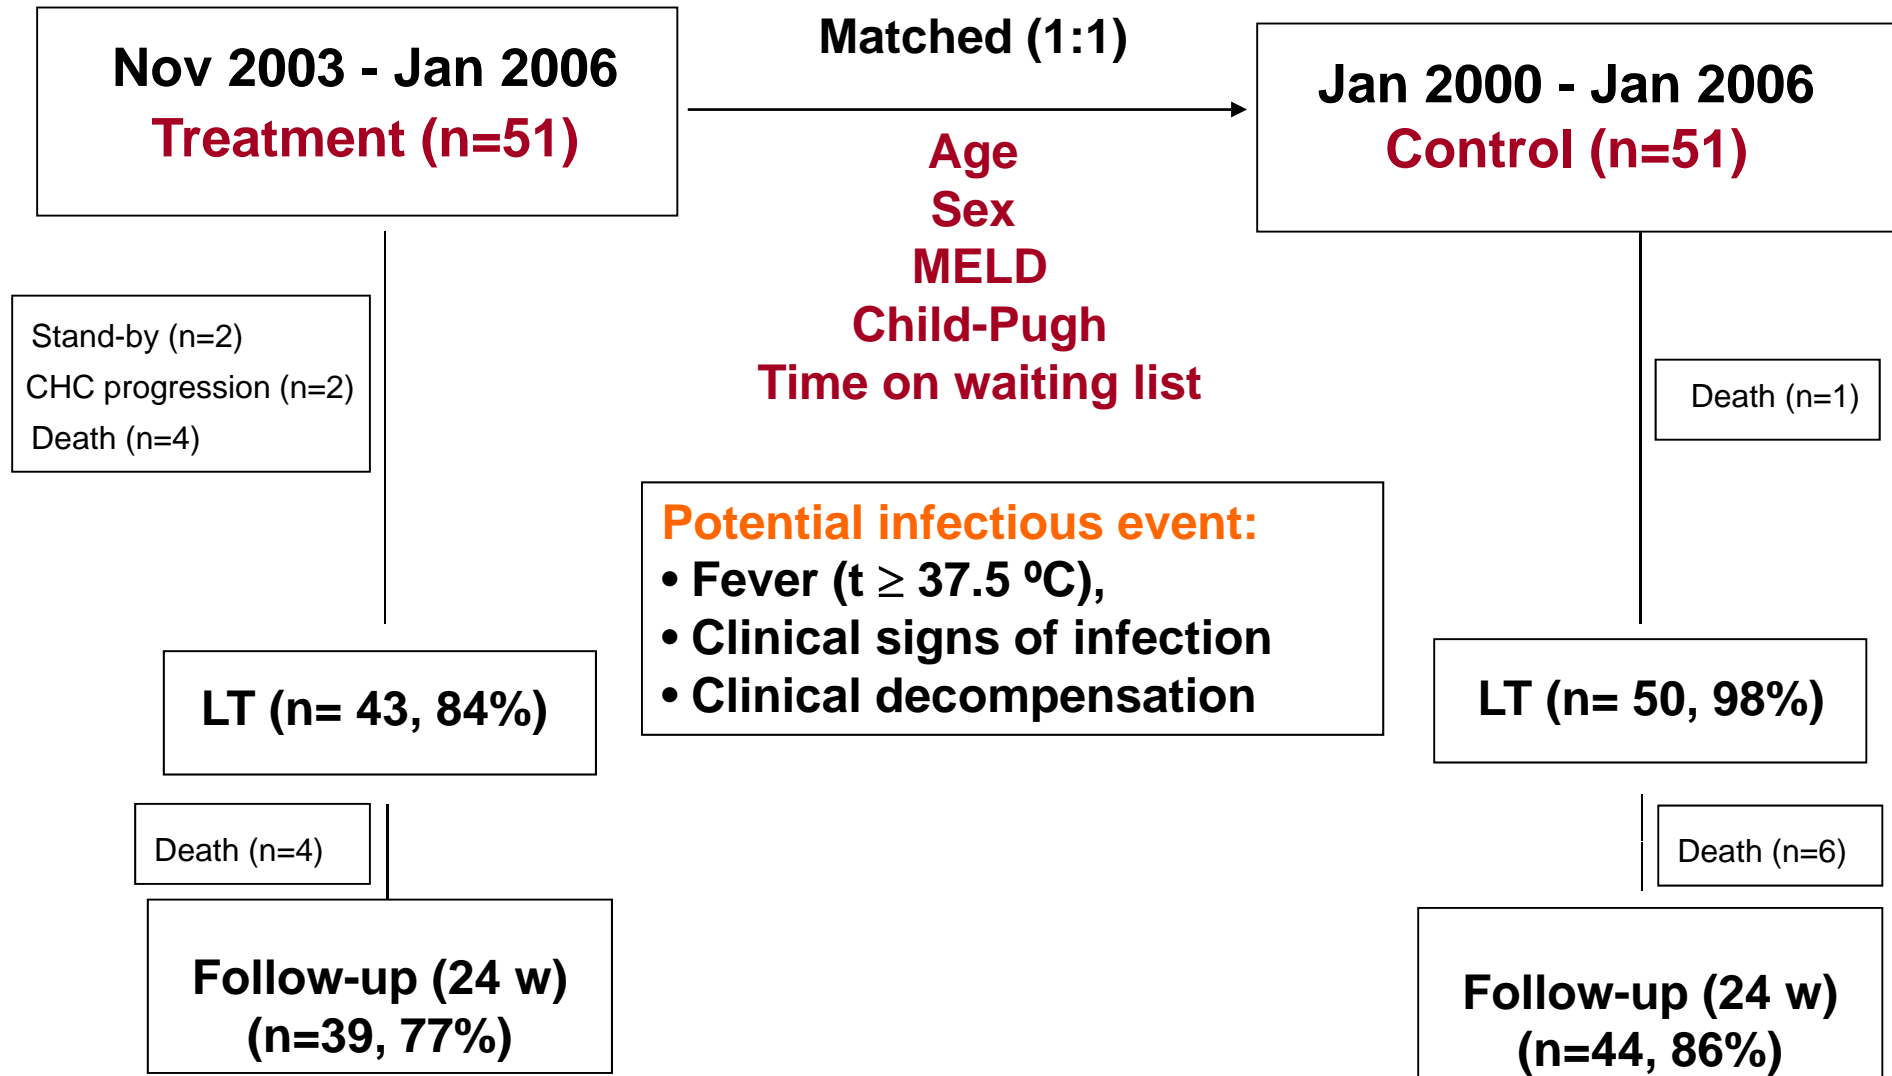 Nov 2003 - Jan 2006
Treatment (n=51)
Matched (1:1)
Jan 2000 - Jan 2006
Control (n=51)
Age
Sex
MELD
Child-Pugh
Time on waiting list
Stand-by (n=2)
CHC progression (n=2)
Death (n=4)
Death (n=1)
Potential infectious event:
• Fever (t ≥ 37.5 ºC),
• Clinical signs of infection
• Clinical decompensation
LT (n= 43, 84%)
LT (n= 50, 98%)
Death (n=4)
Death (n=6)
Follow-up (24 w)
(n=39, 77%)
Follow-up (24 w)
(n=44, 86%)